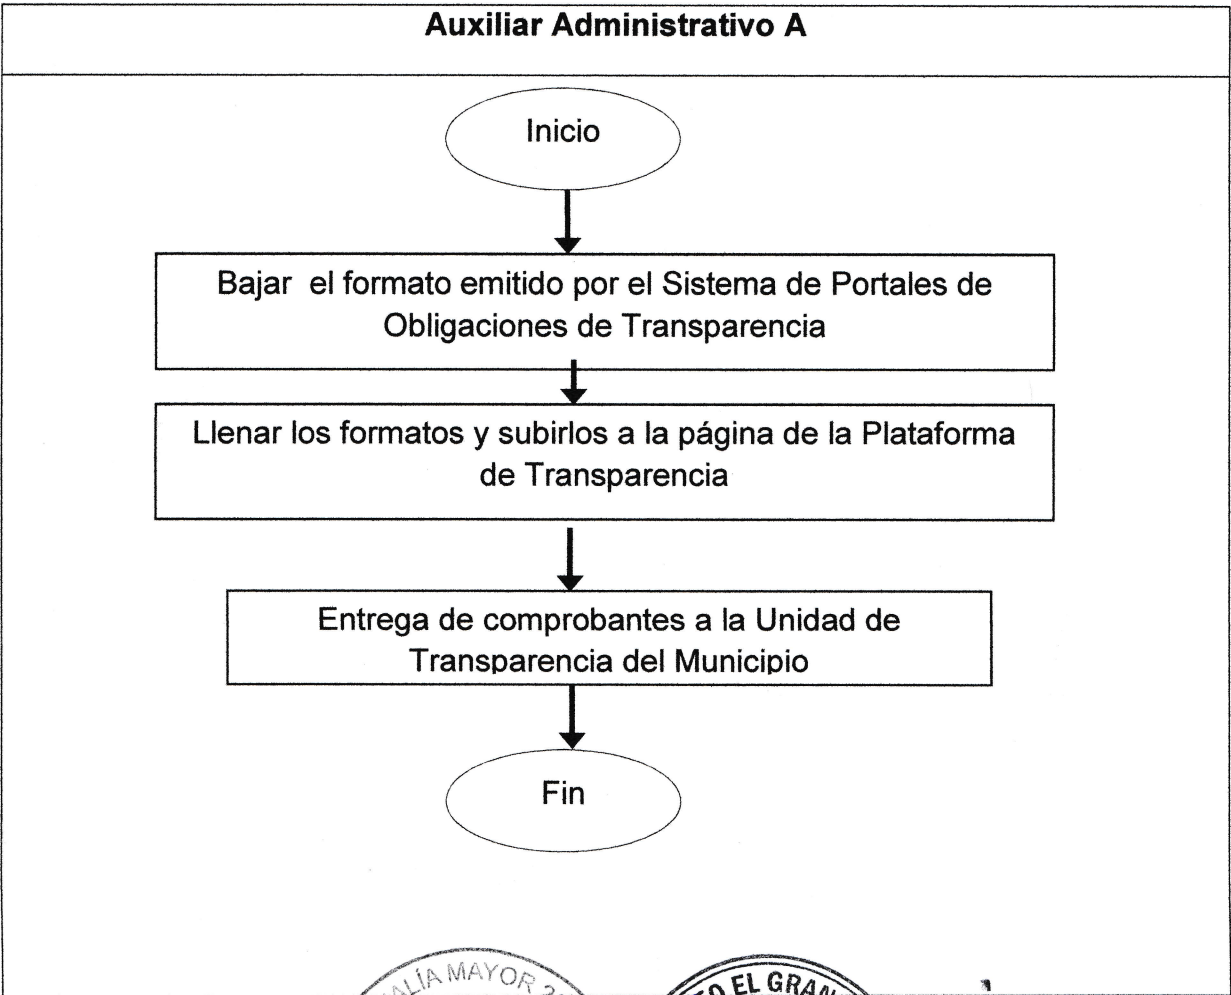 Auxiliar Administrativo A
Inicio
Bajar el formato emitido por el Sistema de Portales de
Obligaciones de Transparencia
Llenar los formatos y subirlos a la página de la Plataforma
de Transparencia
Entrega de comprobantes a la Unidad de
Transparencia del Municipio
Fin
MAYOR
EL GRAN